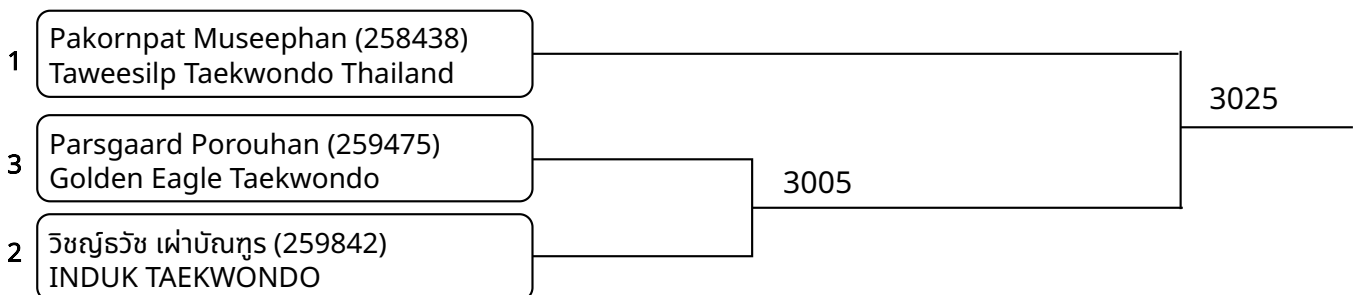 1
Pakornpat Museephan (258438)
Taweesilp Taekwondo Thailand
3025
3
Parsgaard Porouhan (259475)
Golden Eagle Taekwondo
3005
2
วิชญ์ธวัช เผ่าบัณฑูร (259842)
INDUK TAEKWONDO